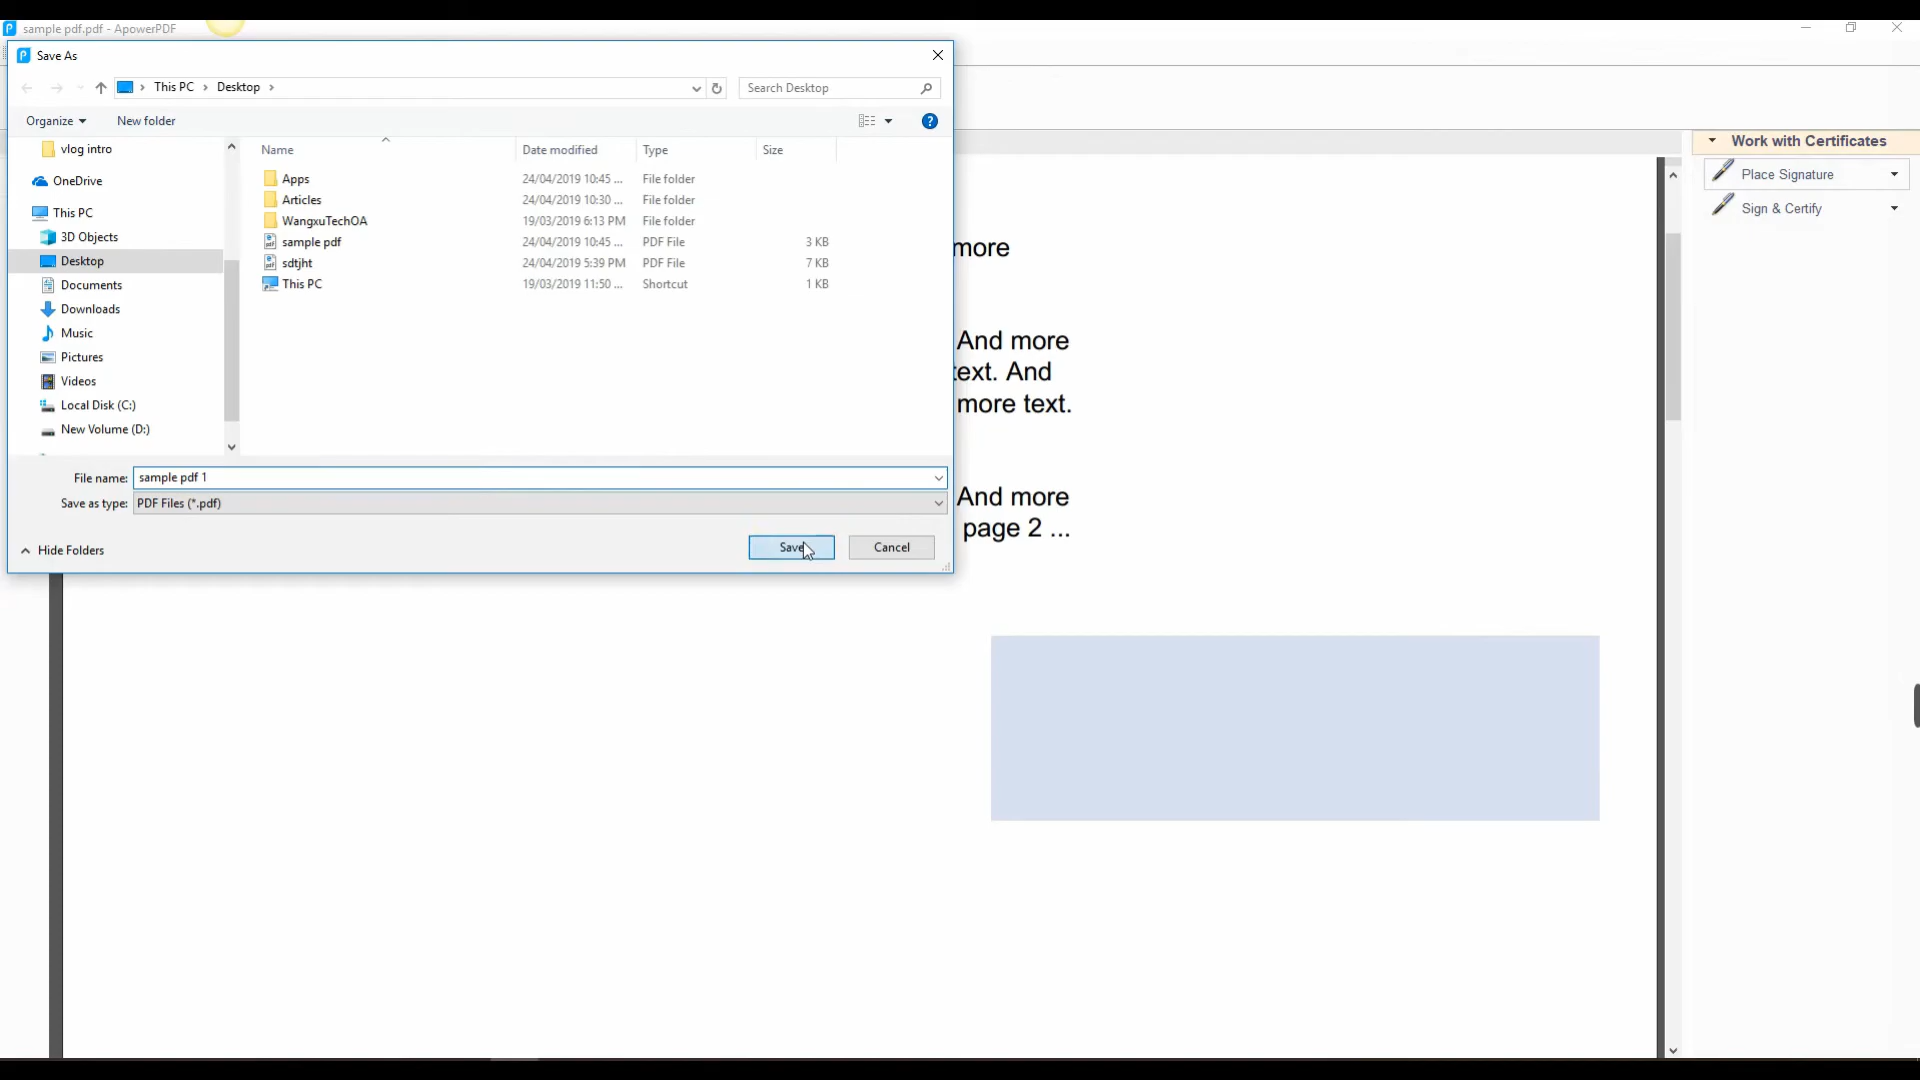 sample pdf.pdf - ApowerPDF
Save As
This PC > Desktop >
Search Desktop
Organize
New folder
vlog intro
OneDrive
This PC
3D Objects
Desktop
Documents
Downloads
Music
Pictures
Videos
Local Disk (C:)
New Volume (D:)
Name Date modified Type Size
Apps 24/04/2019 10:45 ... File folder
Articles 24/04/2019 10:30 ... File folder
WangxuTechOA 19/03/2019 6:13 PM File folder
sample pdf 24/04/2019 10:45 ... PDF File 3 KB
sdtjht 24/04/2019 5:39 PM PDF File 7 KB
This PC 19/03/2019 11:50 ... Shortcut 1 KB
File name: sample pdf 1
Save as type: PDF Files (*.pdf)
Hide Folders
Save
Cancel
more
And more
text. And
more text.
And more
page 2 ...
Work with Certificates
Place Signature
Sign & Certify